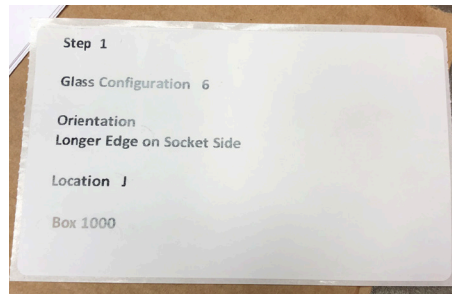 Step 1
Glass Configuration 6
Orientation
Longer Edge on Socket Side
Location J
Box 1000